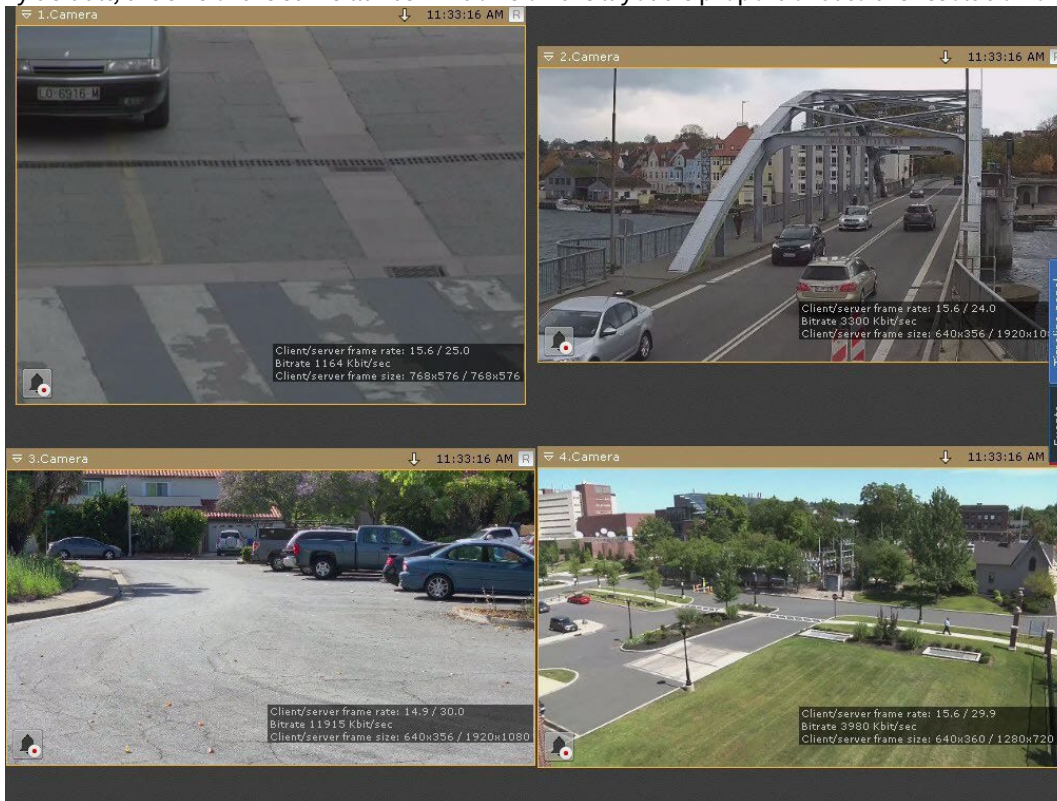 1.Camera 11:33:16 AM R
LO 6916 M
Client/server frame rate: 15.6 / 25.0
Bitrate 1164 Kbit/sec
Client/server frame size: 768x576 / 768x576
2.Camera 11:33:16 AM
Client/server frame rate: 15.6 / 24.0
Bitrate 3300 Kbit/sec
Client/server frame size: 640x356 /
3.Camera 11:33:16 AM R
Client/server frame rate: 14.9 / 30.0
Bitrate 11915 Kbit/sec
Client/server frame size: 640x356 / 1920x1080
4.Camera 11:33:16 AM
Client/server frame rate: 15.6 / 29.9
Bitrate 3980 Kbit/sec
Client/server frame size: 640x360 / 1280x720